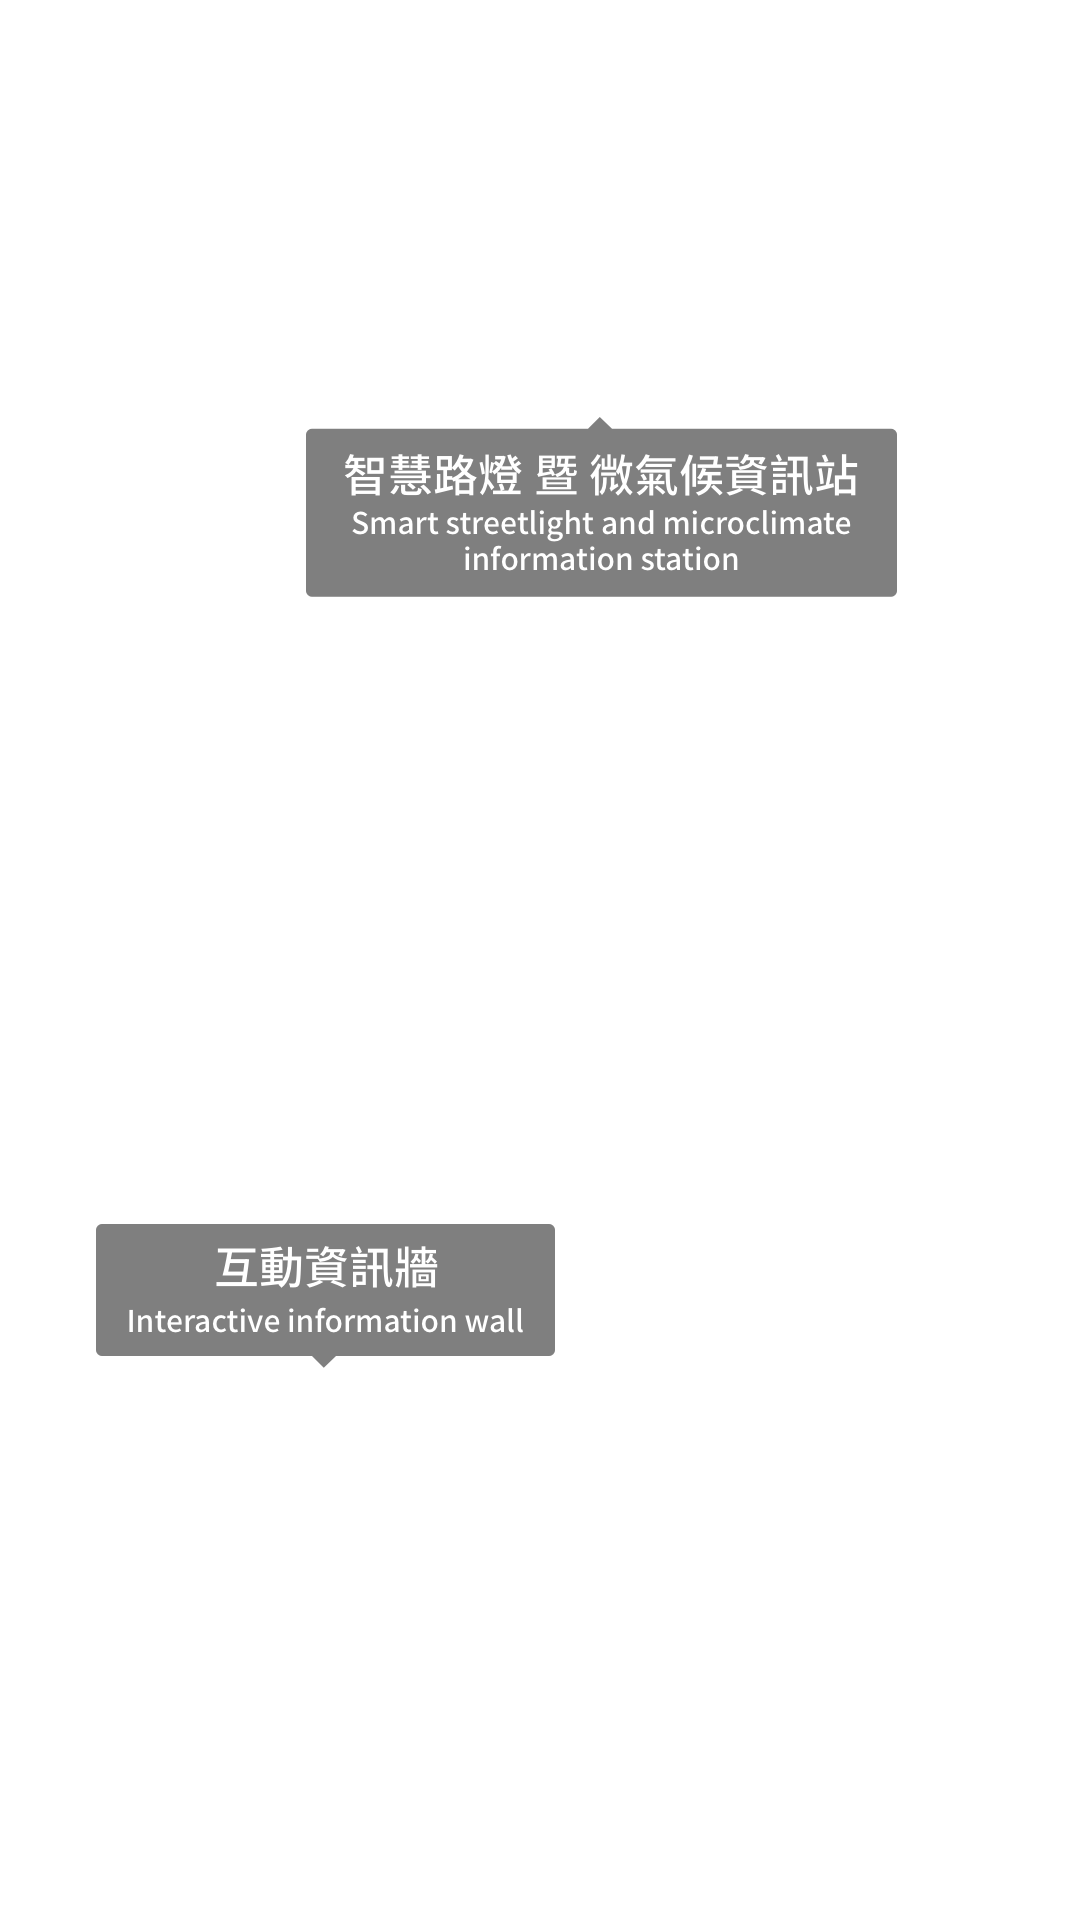 智慧路燈 暨 微氣候資訊站
Smart streetlight and microclimate
information station
互動資訊牆
Interactive information wall